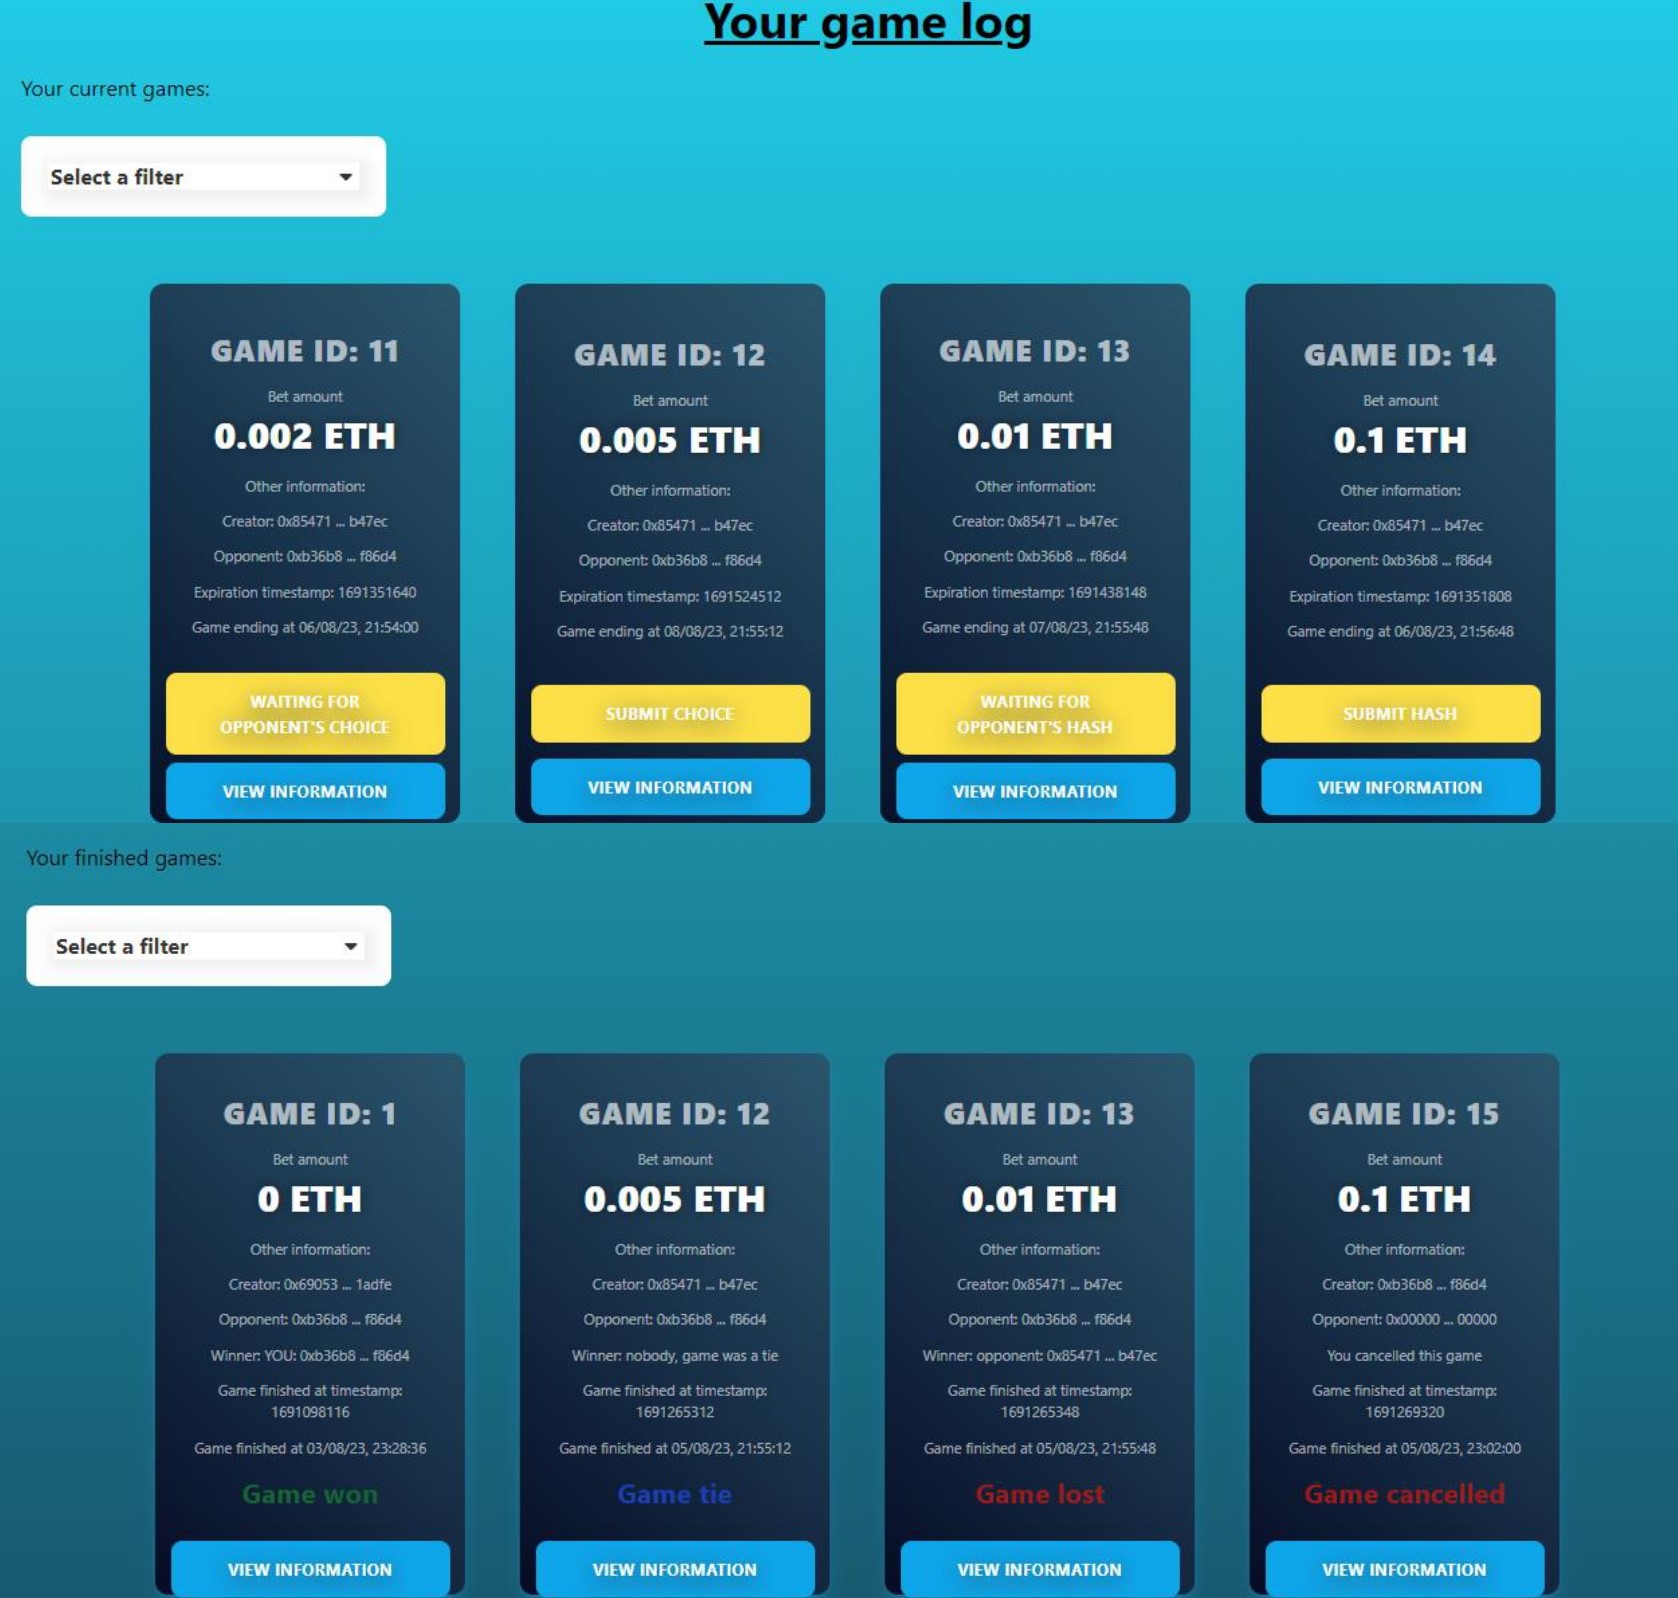 Your game log
Your current games:
Select a filter
GAME ID: 11
Bet amount
0.002 ETH
Other information:
Creator: 0x85471 ... b47ec
Opponent: 0xb36b8 ... f86d4
Expiration timestamp: 1691351640
Game ending at 06/08/23, 21:54:00
WAITING FOR
OPPONENT'S CHOICE
VIEW INFORMATION
GAME ID: 12
Bet amount
0.005 ETH
Other information:
Creator: 0x85471 ... b47ec
Opponent: 0xb36b8 ... f86d4
Expiration timestamp: 1691524512
Game ending at 08/08/23, 21:55:12
SUBMIT CHOICE
VIEW INFORMATION
GAME ID: 13
Bet amount
0.01 ETH
Other information:
Creator: 0x85471 ... b47ec
Opponent: 0xb36b8 ... f86d4
Expiration timestamp: 1691438148
Game ending at 07/08/23, 21:55:48
WAITING FOR
OPPONENT'S HASH
VIEW INFORMATION
GAME ID: 14
Bet amount
0.1 ETH
Other information:
Creator: 0x85471 ... b47ec
Opponent: 0xb36b8 ... f86d4
Expiration timestamp: 1691351808
Game ending at 06/08/23, 21:56:48
SUBMIT HASH
VIEW INFORMATION
Your finished games:
Select a filter
GAME ID: 1
Bet amount
0 ETH
Other information:
Creator: 0x69053 ... 1adfe
Opponent: 0xb36b8 ... f86d4
Winner: YOU: 0xb36b8 ... f86d4
Game finished at timestamp:
1691098116
Game finished at 03/08/23, 23:28:36
Game won
VIEW INFORMATION
GAME ID: 12
Bet amount
0.005 ETH
Other information:
Creator: 0x85471 ... b47ec
Opponent: 0xb36b8 ... f86d4
Winner: nobody, game was a tie
Game finished at timestamp:
1691265312
Game finished at 05/08/23, 21:55:12
Game tie
VIEW INFORMATION
GAME ID: 13
Bet amount
0.01 ETH
Other information:
Creator: 0x85471 ... b47ec
Opponent: 0xb36b8 ... f86d4
Winner: opponent: 0x85471 ... b47ec
Game finished at timestamp:
1691265348
Game finished at 05/08/23, 21:55:48
Game lost
VIEW INFORMATION
GAME ID: 15
Bet amount
0.1 ETH
Other information:
Creator: 0xb36b8 ... f86d4
Opponent: 0x00000 ... 00000
You cancelled this game
Game finished at timestamp:
1691269320
Game finished at 05/08/23, 23:02:00
Game cancelled
VIEW INFORMATION